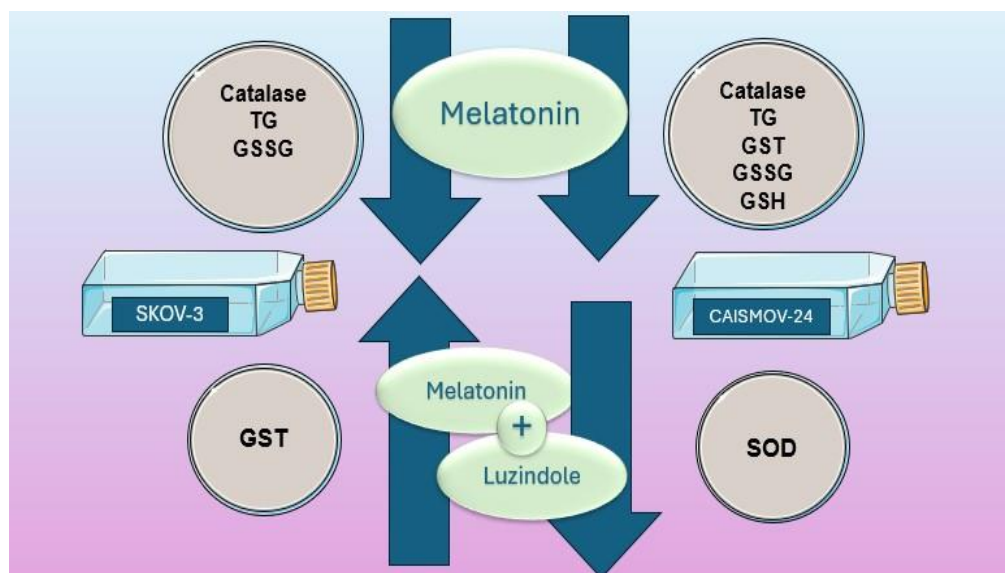 Catalase
TG
GSSG
Melatonin
Catalase
TG
GST
GSSG
GSH
SKOV-3
CAISMOV-24
GST
Melatonin
+
Luzindole
SOD